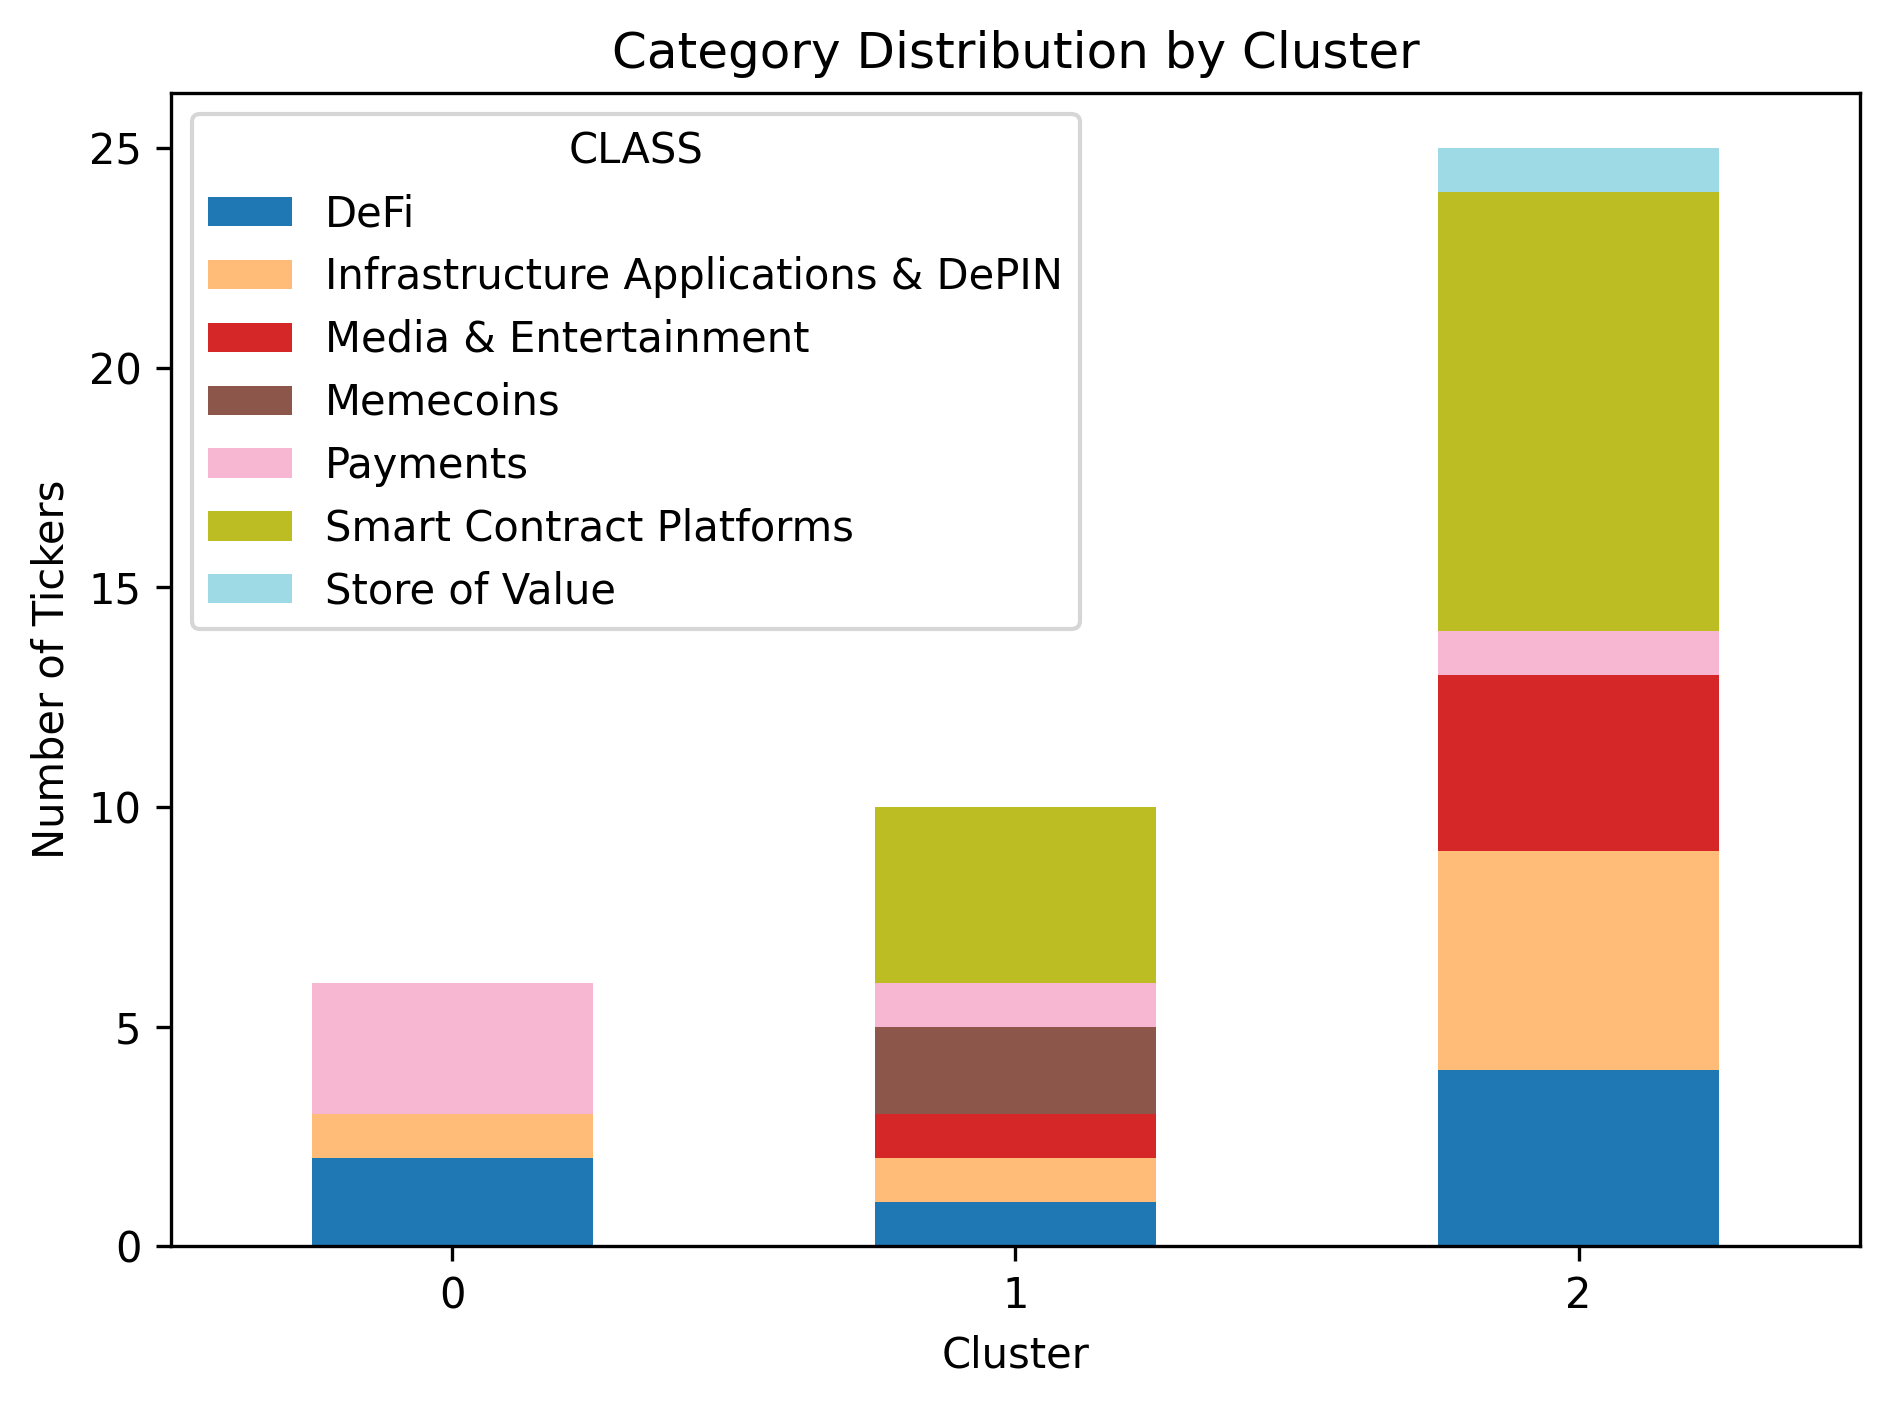 Category Distribution by Cluster
CLASS
DeFi
Infrastructure Applications & DePIN
Media & Entertainment
Memecoins
Payments
Smart Contract Platforms
Store of Value
Number of Tickers
25
20
15
10
5
0
0 1 2
Cluster